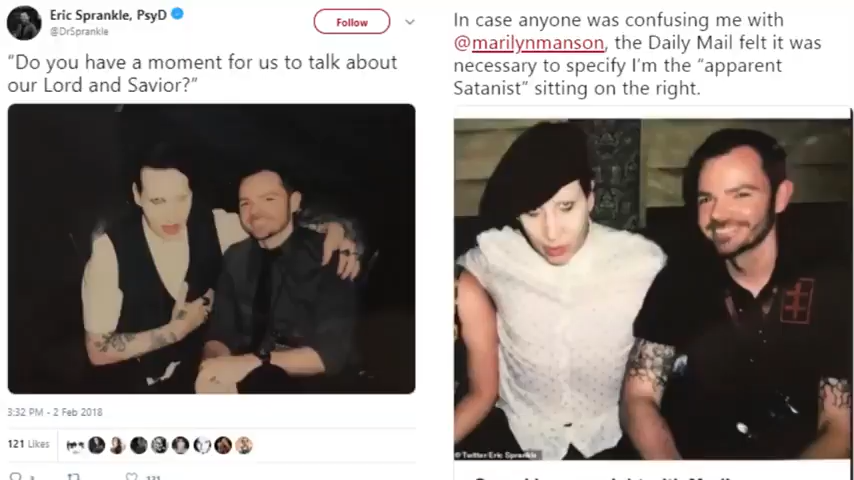 Eric Sprankle, PsyD
@DrSprankle
Follow
“Do you have a moment for us to talk about
our Lord and Savior?”
3:32 PM - 2 Feb 2018
121 Likes
In case anyone was confusing me with
@marilynmanson, the Daily Mail felt it was
necessary to specify I’m the “apparent
Satanist” sitting on the right.
© Twitter/Eric Sprankle